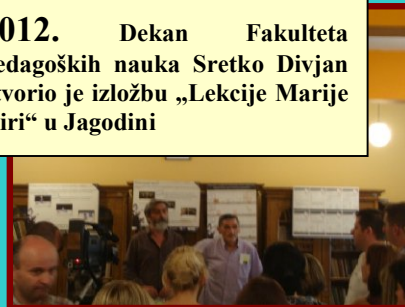 012. Dekan Fakulteta
edagoških nauka Sretko Divjan
tvorio je izložbu „Lekcije Marije
iri“ u Jagodini